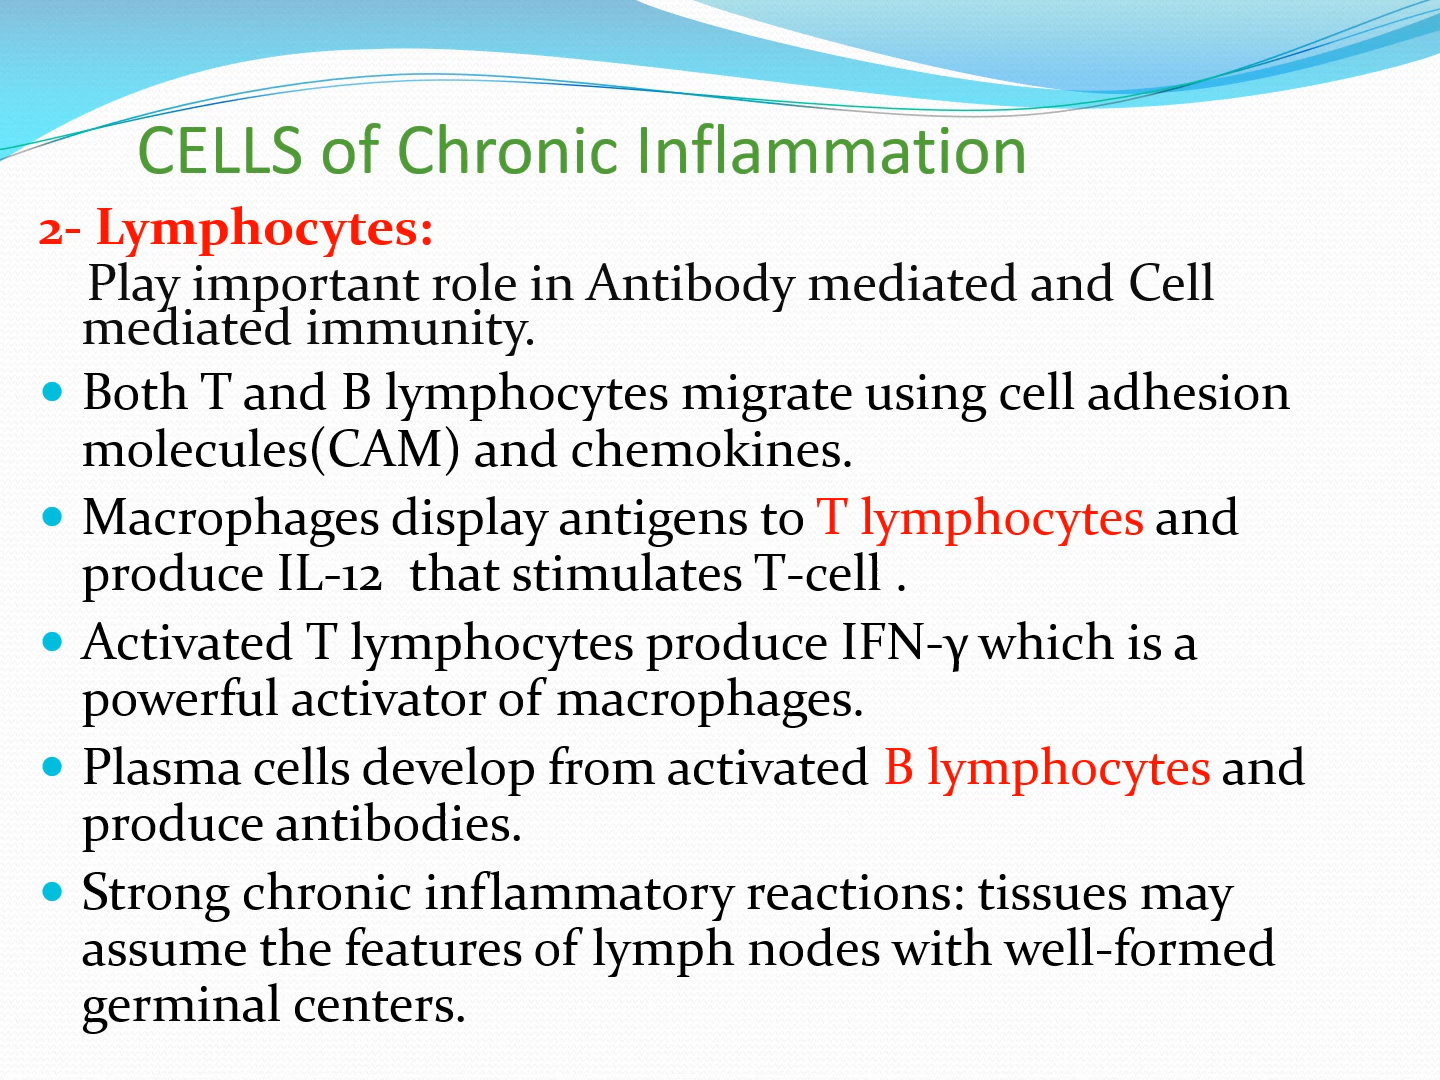 CELLS of Chronic Inflammation
2- Lymphocytes:
Play important role in Antibody mediated and Cell
mediated immunity.
• Both T and B lymphocytes migrate using cell adhesion
molecules(CAM) and chemokines.
• Macrophages display antigens to T lymphocytes and
produce IL-12  that stimulates T-cell .
• Activated T lymphocytes produce IFN-γ which is a
powerful activator of macrophages.
• Plasma cells develop from activated B lymphocytes and
produce antibodies.
• Strong chronic inflammatory reactions: tissues may
assume the features of lymph nodes with well-formed
germinal centers.